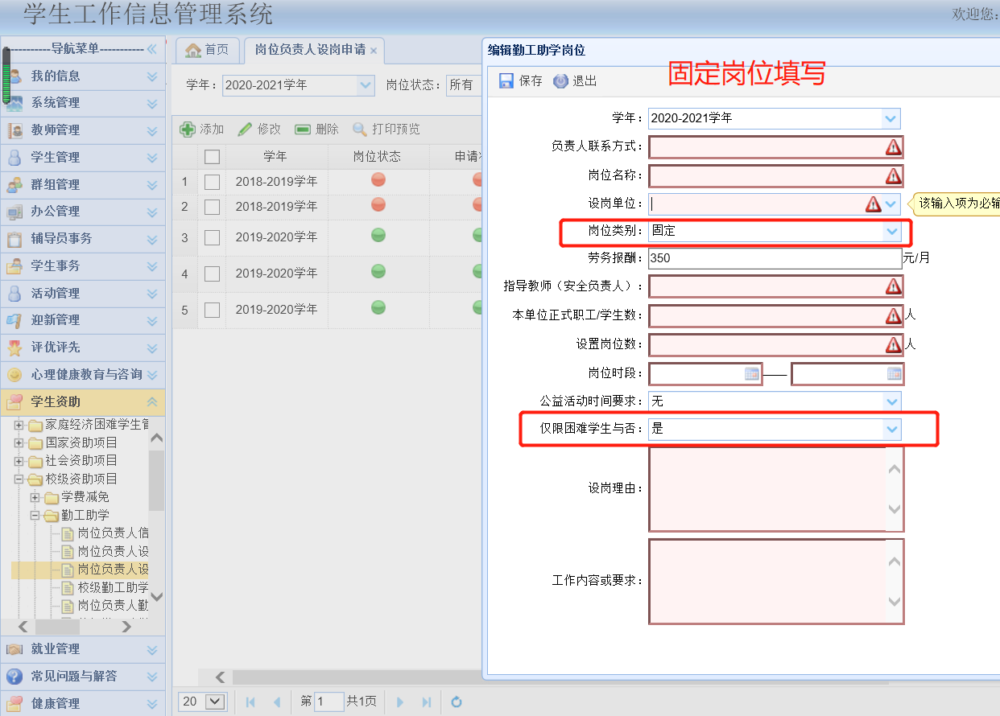 学生工作信息管理系统
欢迎您:
-----------导航菜单-----------
我的信息
系统管理
教师管理
学生管理
群组管理
办公管理
辅导员事务
学生事务
活动管理
迎新管理
评优评先
心理健康教育与咨询
学生资助
家庭经济困难学生管
国家资助项目
社会资助项目
校级资助项目
学费减免
勤工助学
岗位负责人信
岗位负责人设
岗位负责人设
校级勤工助学
岗位负责人勤
就业管理
常见问题与解答
健康管理
首页 岗位负责人设岗申请
学年： 2020-2021学年 岗位状态： 所有
添加 修改 删除 打印预览
学年 岗位状态 申请
1 2018-2019学年
2 2018-2019学年
3 2019-2020学年
4 2019-2020学年
5 2019-2020学年
20 第 1 共1页
编辑勤工助学岗位
固定岗位填写
保存 退出
学年： 2020-2021学年
负责人联系方式：
岗位名称：
设岗单位： 该输入项为必输
岗位类别： 固定
劳务报酬： 350 元/月
指导教师（安全负责人）：
本单位正式职工/学生数： 人
设置岗位数： 人
岗位时段： ——
公益活动时间要求： 无
仅限困难学生与否： 是
设岗理由：
工作内容或要求：